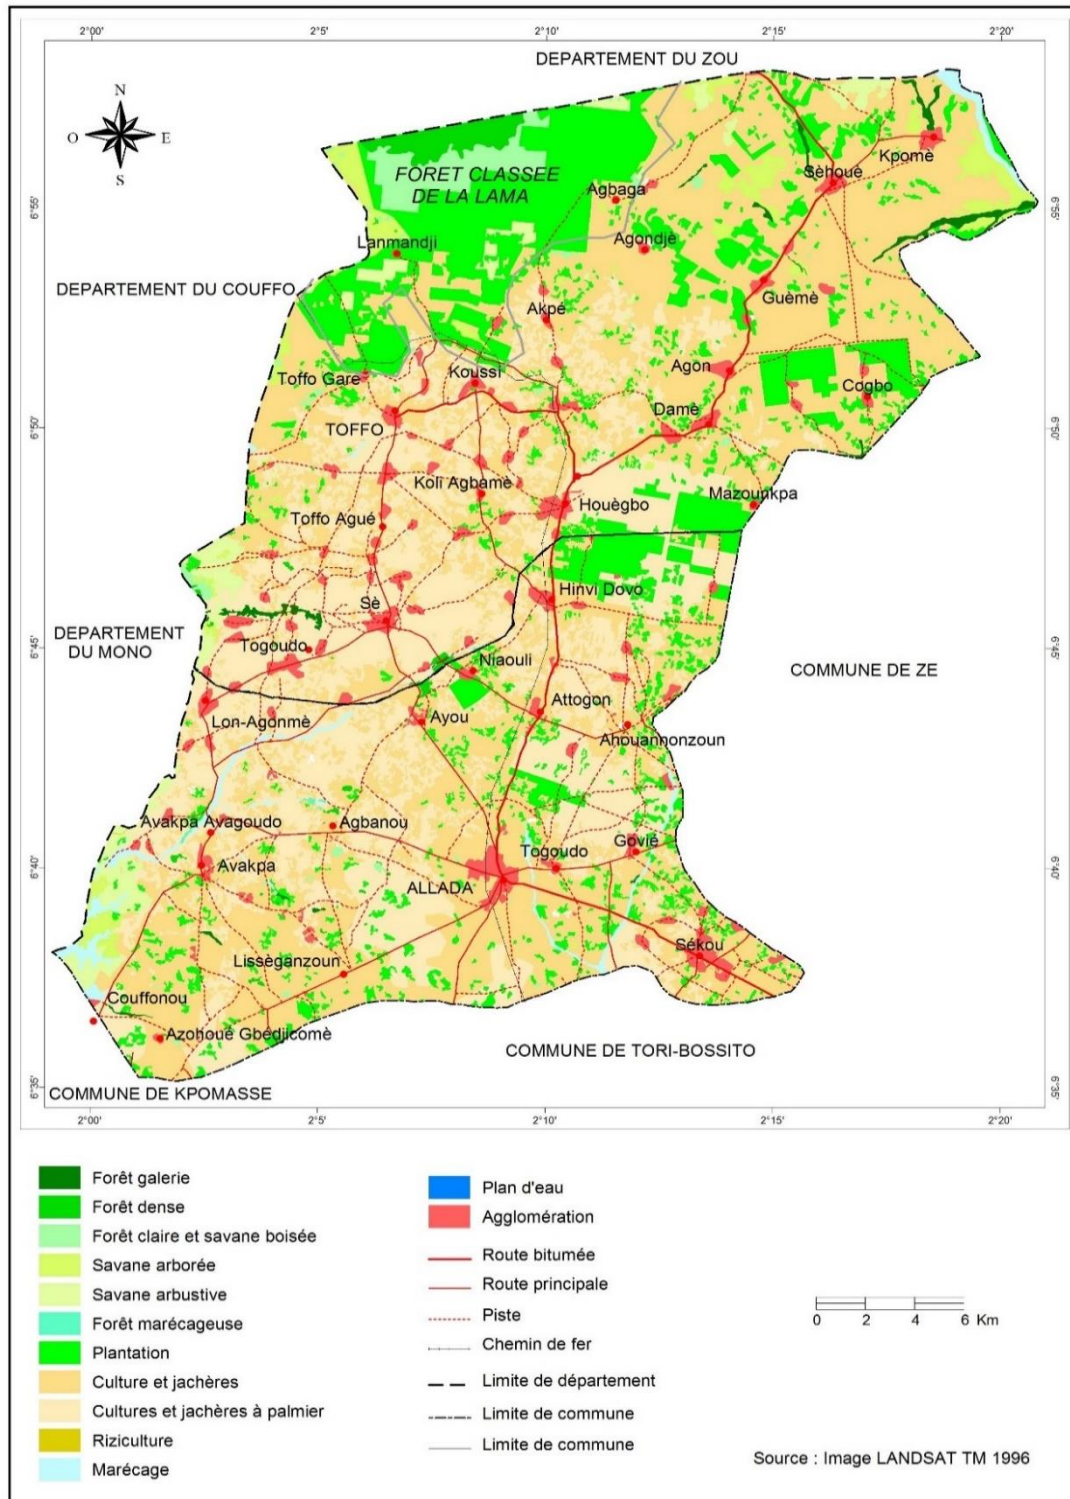 2°00'
2°5'
2°10'
2°15'
2°20'
DEPARTEMENT DU ZOU
N
O
E
S
Kpomè
Sèhouè
FORET CLASSEE
DE LA LAMA
Agbaga
6°55'
6°55'
Agondjè
Lanmandji
DEPARTEMENT DU COUFFO
Guèmè
Akpé
Agon
Toffo Gare
Koussi
Cogbo
Damè
TOFFO
6°50'
6°50'
Koli Agbamè
Mazounkpa
Houègbo
Toffo Agué
Hinvi Dovo
Sè
DEPARTEMENT
DU MONO
Togoudo
6°45'
6°45'
Niaouli
COMMUNE DE ZE
Attogon
Lon-Agonmè
Ayou
Ahouannonzoun
Avakpa Avagoudo
Agbanou
Togoudo
Govié
Avakpa
6°40'
6°40'
ALLADA
Sékou
Lissèganzoun
Couffonou
Azohoué Gbédjicomè
COMMUNE DE TORI-BOSSITO
6°35'
6°35'
COMMUNE DE KPOMASSE
2°00'
2°5'
2°10'
2°15'
2°20'
Forêt galerie
Forêt dense
Forêt claire et savane boisée
Savane arborée
Savane arbustive
Forêt marécageuse
Plantation
Culture et jachères
Cultures et jachères à palmier
Riziculture
Marécage
Plan d'eau
Agglomération
Route bitumée
Route principale
Piste
Chemin de fer
Limite de département
Limite de commune
Limite de commune
0 2 4 6 Km
Source : Image LANDSAT TM 1996